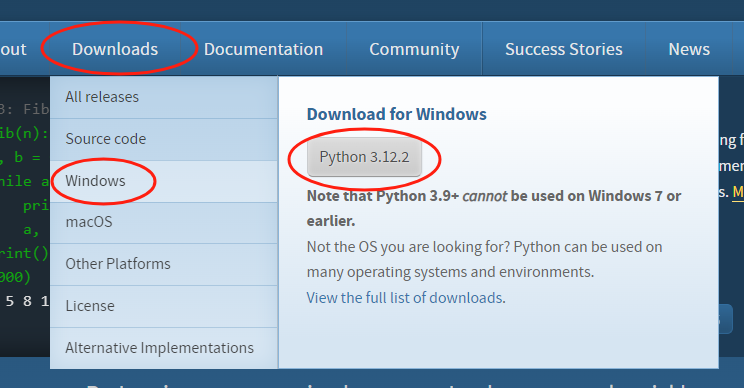 out Downloads Documentation Community Success Stories News
All releases
Source code
Windows
macOS
Other Platforms
License
Alternative Implementations
Download for Windows
Python 3.12.2
Note that Python 3.9+ cannot be used on Windows 7 or
earlier.
Not the OS you are looking for? Python can be used on
many operating systems and environments.
View the full list of downloads.
3: Fib
ib(n):
, b =
hile a
pri
a,
rint()
000)
5 8 1